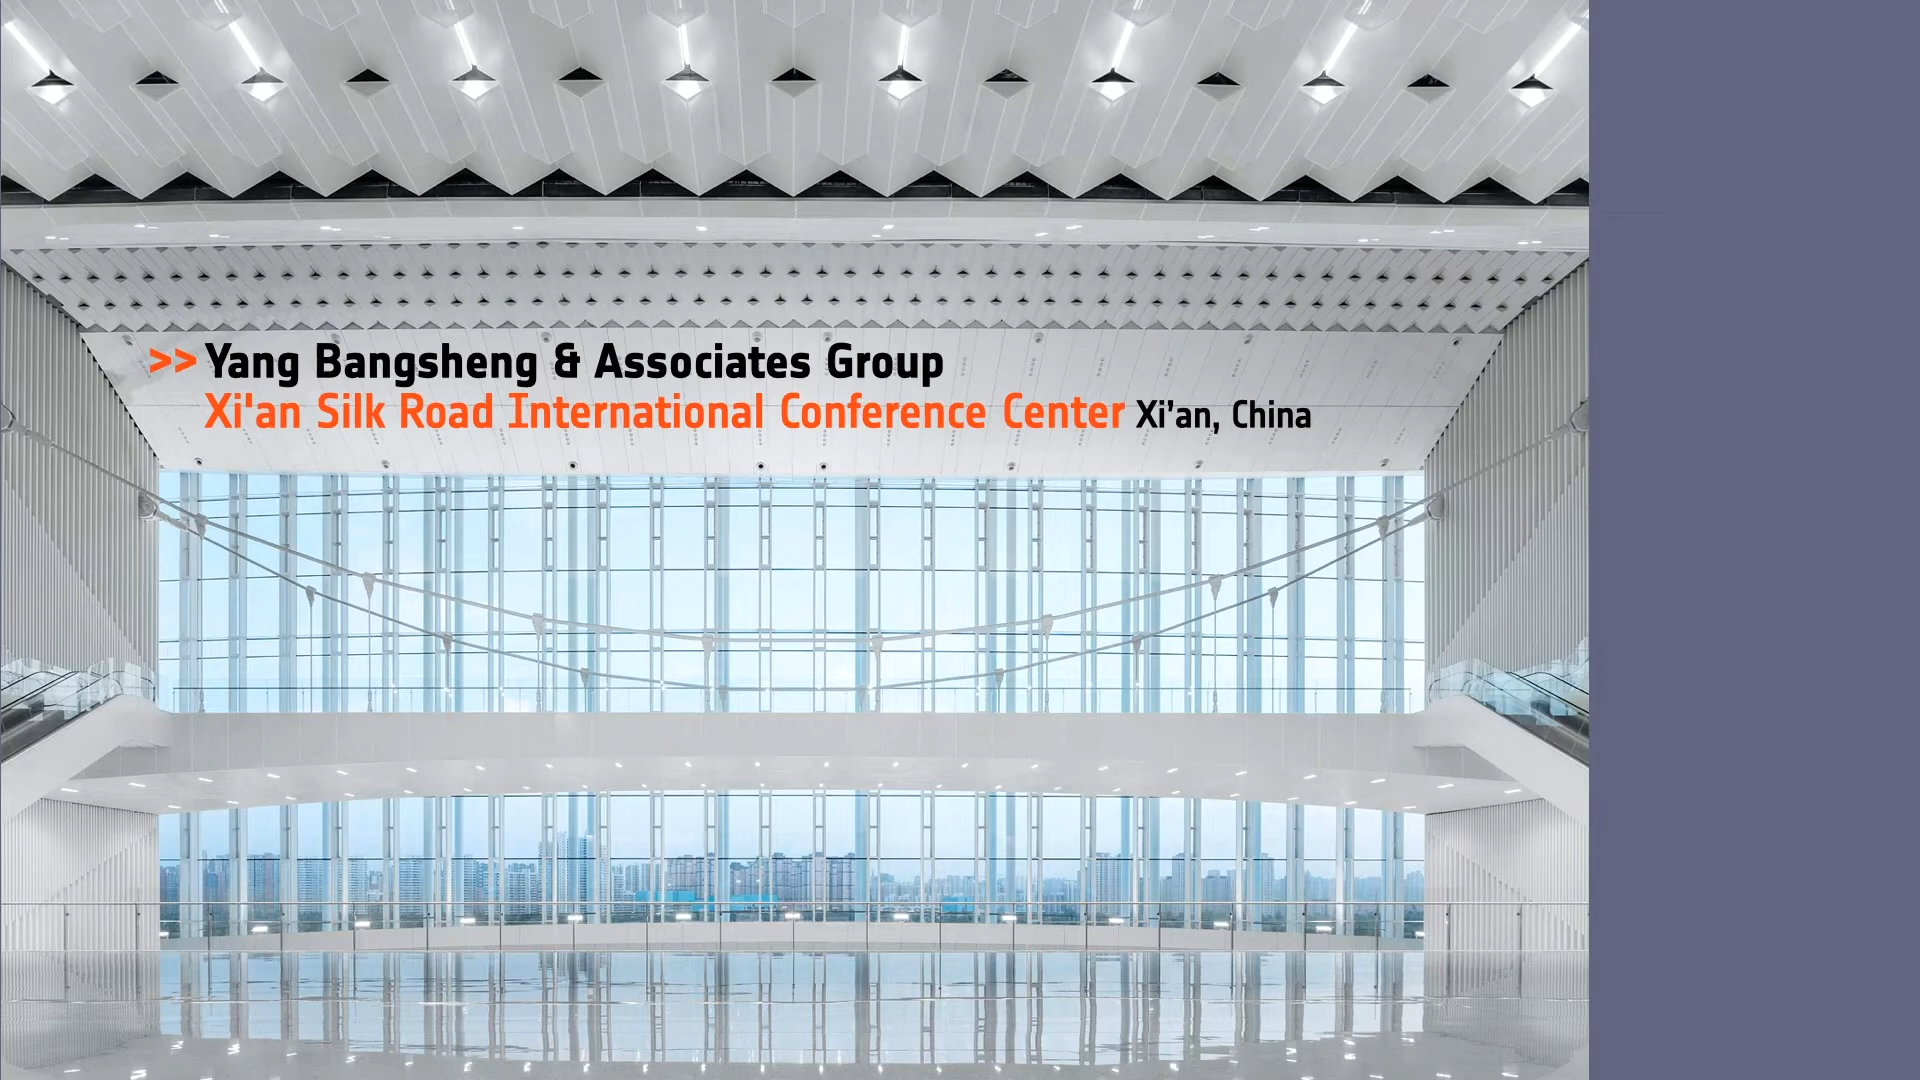 >> Yang Bangsheng & Associates Group
Xi'an Silk Road International Conference Center Xi’an, China